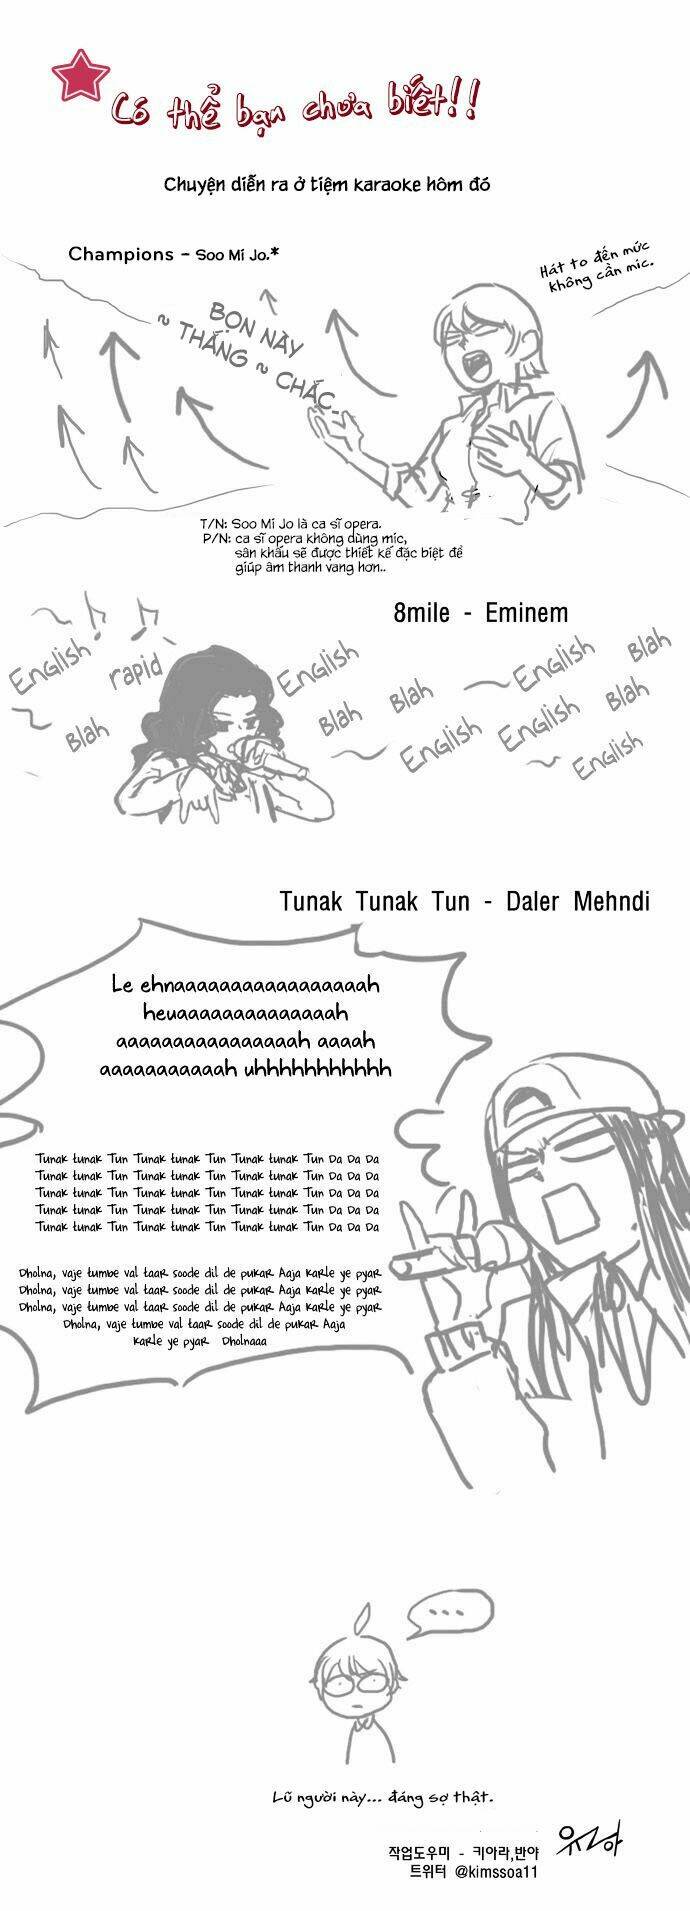 Có thể bạn chưa biết!!
Chuyện diễn ra ở tiệm karaoke hôm đó
Champions - Soo Mi Jo.*
Hát to đến mức
không cần mic.
BỌN NÀY
~ THẮNG ~ CHẮC~
T/N: Soo Mi Jo là ca sĩ opera.
P/N: ca sĩ opera không dùng mic,
sân khấu sẽ được thiết kế đặc biệt để
giúp âm thanh vang hơn..
8mile - Eminem
English
rapid
Blah
English
Blah
Blah
English
English
English
Blah
Blah
English
Tunak Tunak Tun - Daler Mehndi
Le ehnaaaaaaaaaaaaaaaaah
heuaaaaaaaaaaaaaah
aaaaaaaaaaaaaaaah aaaah
aaaaaaaaaaah uhhhhhhhhhhh
Tunak tunak Tun Tunak tunak Tun Tunak tunak Tun Da Da Da
Tunak tunak Tun Tunak tunak Tun Tunak tunak Tun Da Da Da
Tunak tunak Tun Tunak tunak Tun Tunak tunak Tun Da Da Da
Tunak tunak Tun Tunak tunak Tun Tunak tunak Tun Da Da Da
Tunak tunak Tun Tunak tunak Tun Tunak tunak Tun Da Da Da
Dholna, vaje tumbe val taar soode dil de pukar Aaja karle ye pyar
Dholna, vaje tumbe val taar soode dil de pukar Aaja karle ye pyar
Dholna, vaje tumbe val taar soode dil de pukar Aaja karle ye pyar
Dholna, vaje tumbe val taar soode dil de pukar Aaja
karle ye pyar Dholnaaa
...
Lũ người này... đáng sợ thật.
작업도우미 - 키아라,반야
트위터 @kimssoa11